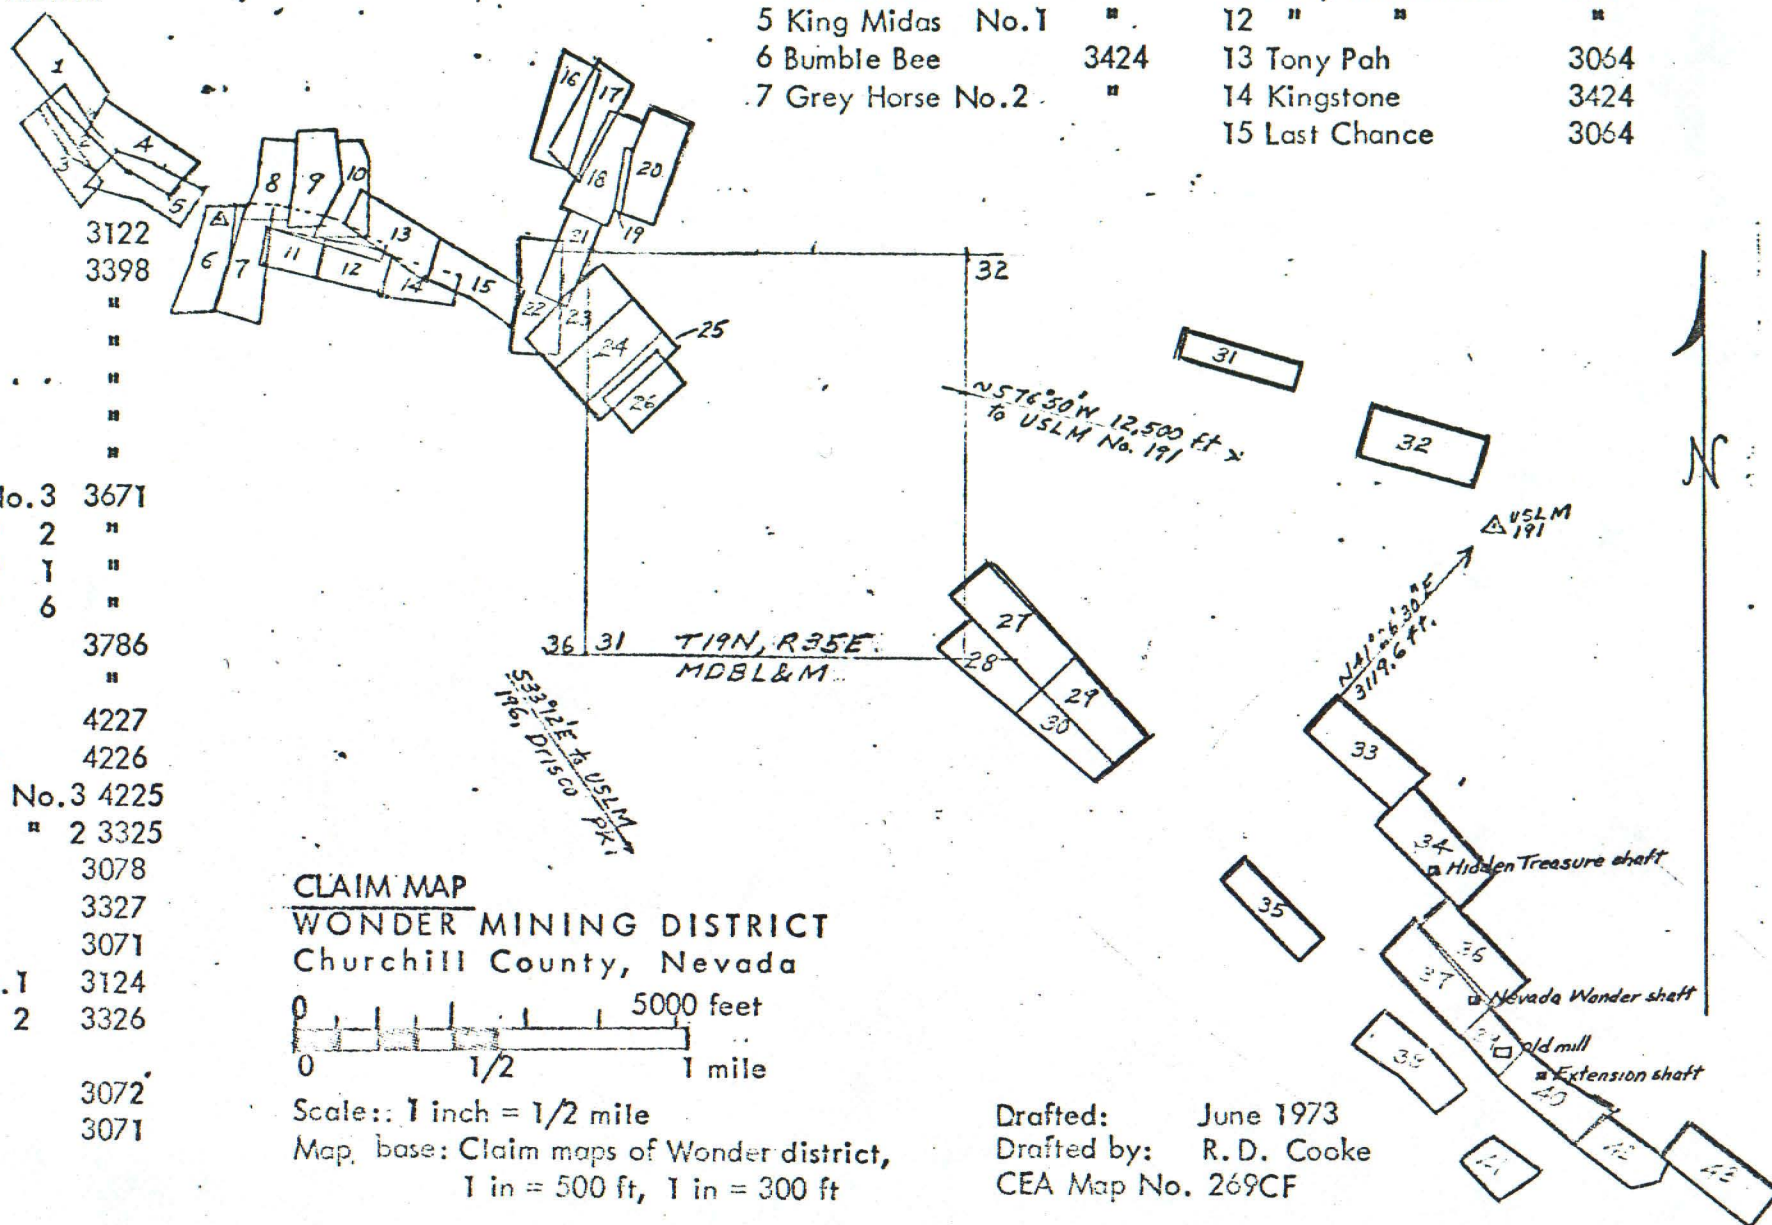 5 King Midas No.1 " 12 " " "
6 Bumble Bee 3424 13 Tony Pah 3064
7 Grey Horse No.2 " 14 Kingstone 3424
15 Last Chance 3064
3122
3398
"
"
"
"
"
No.3 3671
2 "
1 "
6 "
3786
"
4227
4226
No.3 4225
" 2 3325
3078
3327
3071
.1 3124
2 3326
3072
3071
1
2
3
4
5
6
7
8
9
10
11
12
13
14
15
16
17
18
19
20
21
22
23
24
25
26
32
31
32
~S76°30'W 12,500 ft
to USLM No. 191
USLM
191
N
N41°26'30"E
3119.6 ft.
27
28
29
30
36 31 T19N, R35E
MDBL&M
S33°12'E to USLM
196, Drisco Pk.
33
34
Hidden Treasure shaft
35
36
37
Nevada Wonder shaft
38
old mill
Extension shaft
40
41
42
43
CLAIM MAP
WONDER MINING DISTRICT
Churchill County, Nevada
0 5000 feet
0 1/2 1 mile
Scale: 1 inch = 1/2 mile
Map base: Claim maps of Wonder district,
1 in = 500 ft, 1 in = 300 ft
Drafted: June 1973
Drafted by: R.D. Cooke
CEA Map No. 269CF